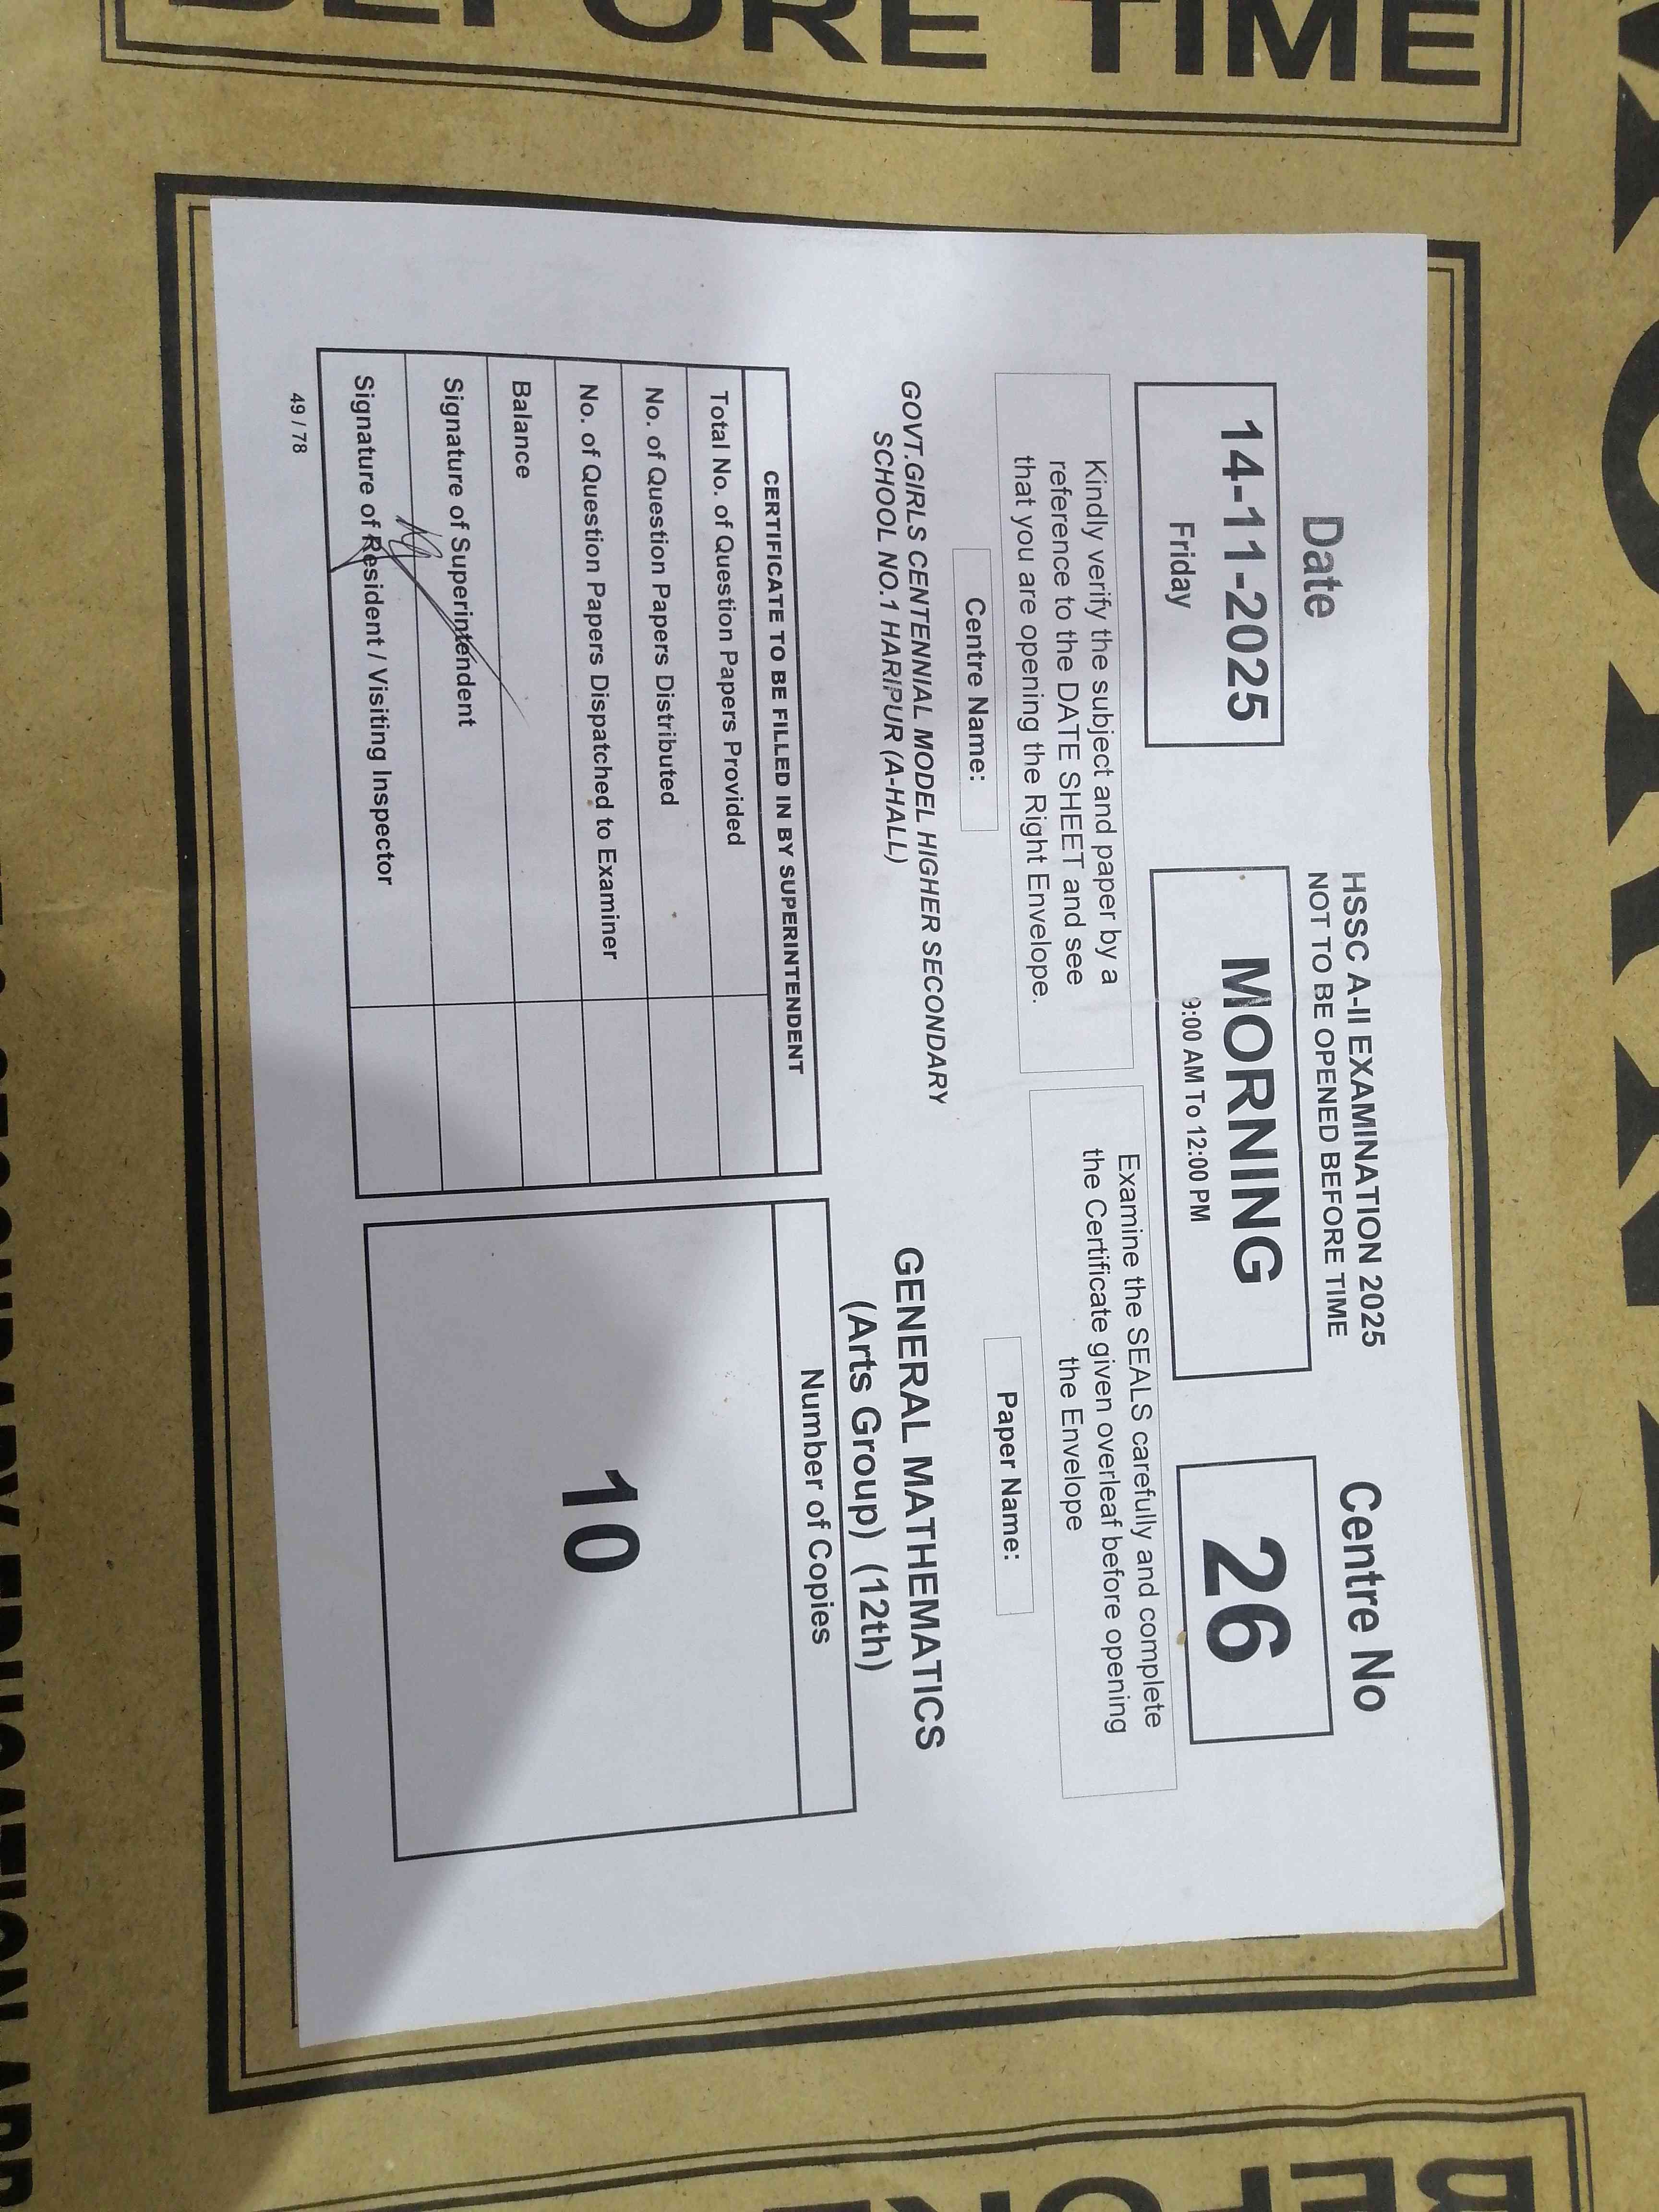 BEFORE TIME
HSSC A-II EXAMINATION 2025
NOT TO BE OPENED BEFORE TIME
Date
Centre No
14-11-2025
Friday
MORNING
9:00 AM To 12:00 PM
26
Kindly verify the subject and paper by a
reference to the DATE SHEET and see
that you are opening the Right Envelope.
Examine the SEALS carefully and complete
the Certificate given overleaf before opening
the Envelope
Centre Name:
Paper Name:
GOVT.GIRLS CENTENNIAL MODEL HIGHER SECONDARY
SCHOOL NO.1 HARIPUR (A-HALL)
GENERAL MATHEMATICS
(Arts Group) (12th)
CERTIFICATE TO BE FILLED IN BY SUPERINTENDENT
Total No. of Question Papers Provided
No. of Question Papers Distributed
No. of Question Papers Dispatched to Examiner
Balance
Signature of Superintendent
Signature of Resident / Visiting Inspector
Number of Copies
10
49 / 78